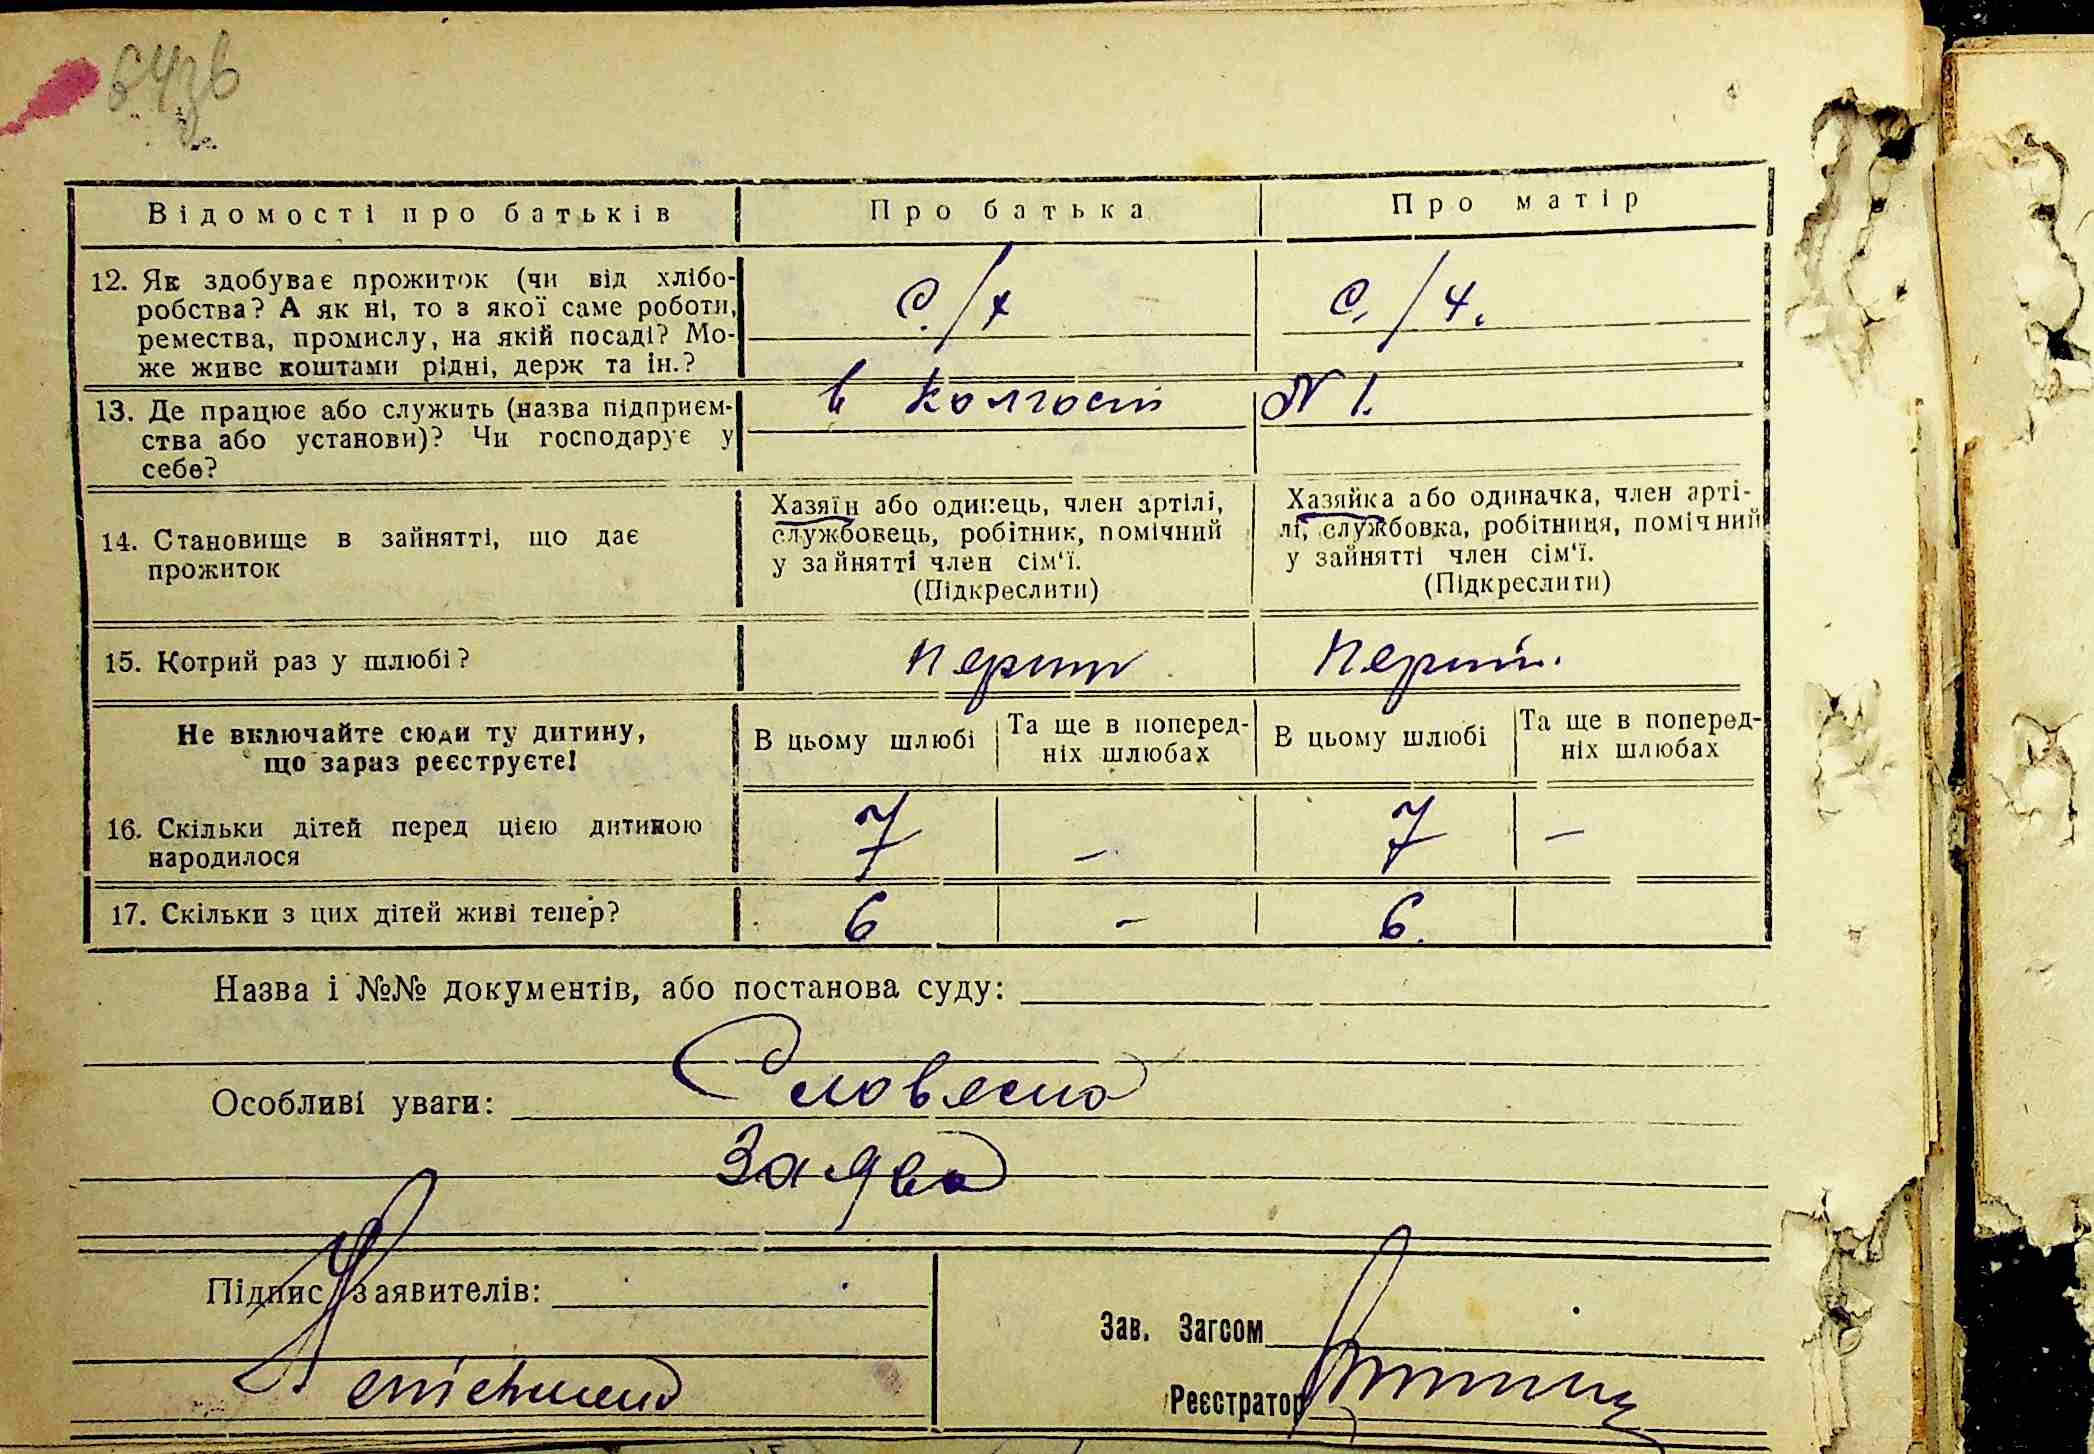 Відомості про батьків Про батька Про матір
12. Як здобуває прожиток (чи від хлібо-
робства? А як ні, то з якої саме роботи,
ремества, промислу, на якій посаді? Мо-
же живе коштами рідні, держ та ін.?
С./х С./х.
13. Де працює або служить (назва підприєм-
ства або установи)? Чи господарує у
себе?
в колгоспі N 1.
14. Становище в зайнятті, що дає
прожиток
Хазяїн або одинець, член артілі,
службовець, робітник, помічний
у зайнятті член сім'ї.
(Підкреслити)
Хазяйка або одиначка, член арті-
лі, службовка, робітниця, помічний
у зайнятті член сім'ї.
(Підкреслити)
15. Котрий раз у шлюбі?
перший перший.
Не включайте сюди ту дитину,
що зараз реєструєте!
В цьому шлюбі
Та ще в поперед-
ніх шлюбах
В цьому шлюбі
Та ще в поперед-
ніх шлюбах
16. Скільки дітей перед цією дитиною
народилося
7 – 7 –
17. Скільки з цих дітей живі тепер?
6 – 6.
Назва і №№ документів, або постанова суду:
Особливі уваги: Словесна
Заява
Підпис заявителів:
Зав. Загсом
Реєстратор